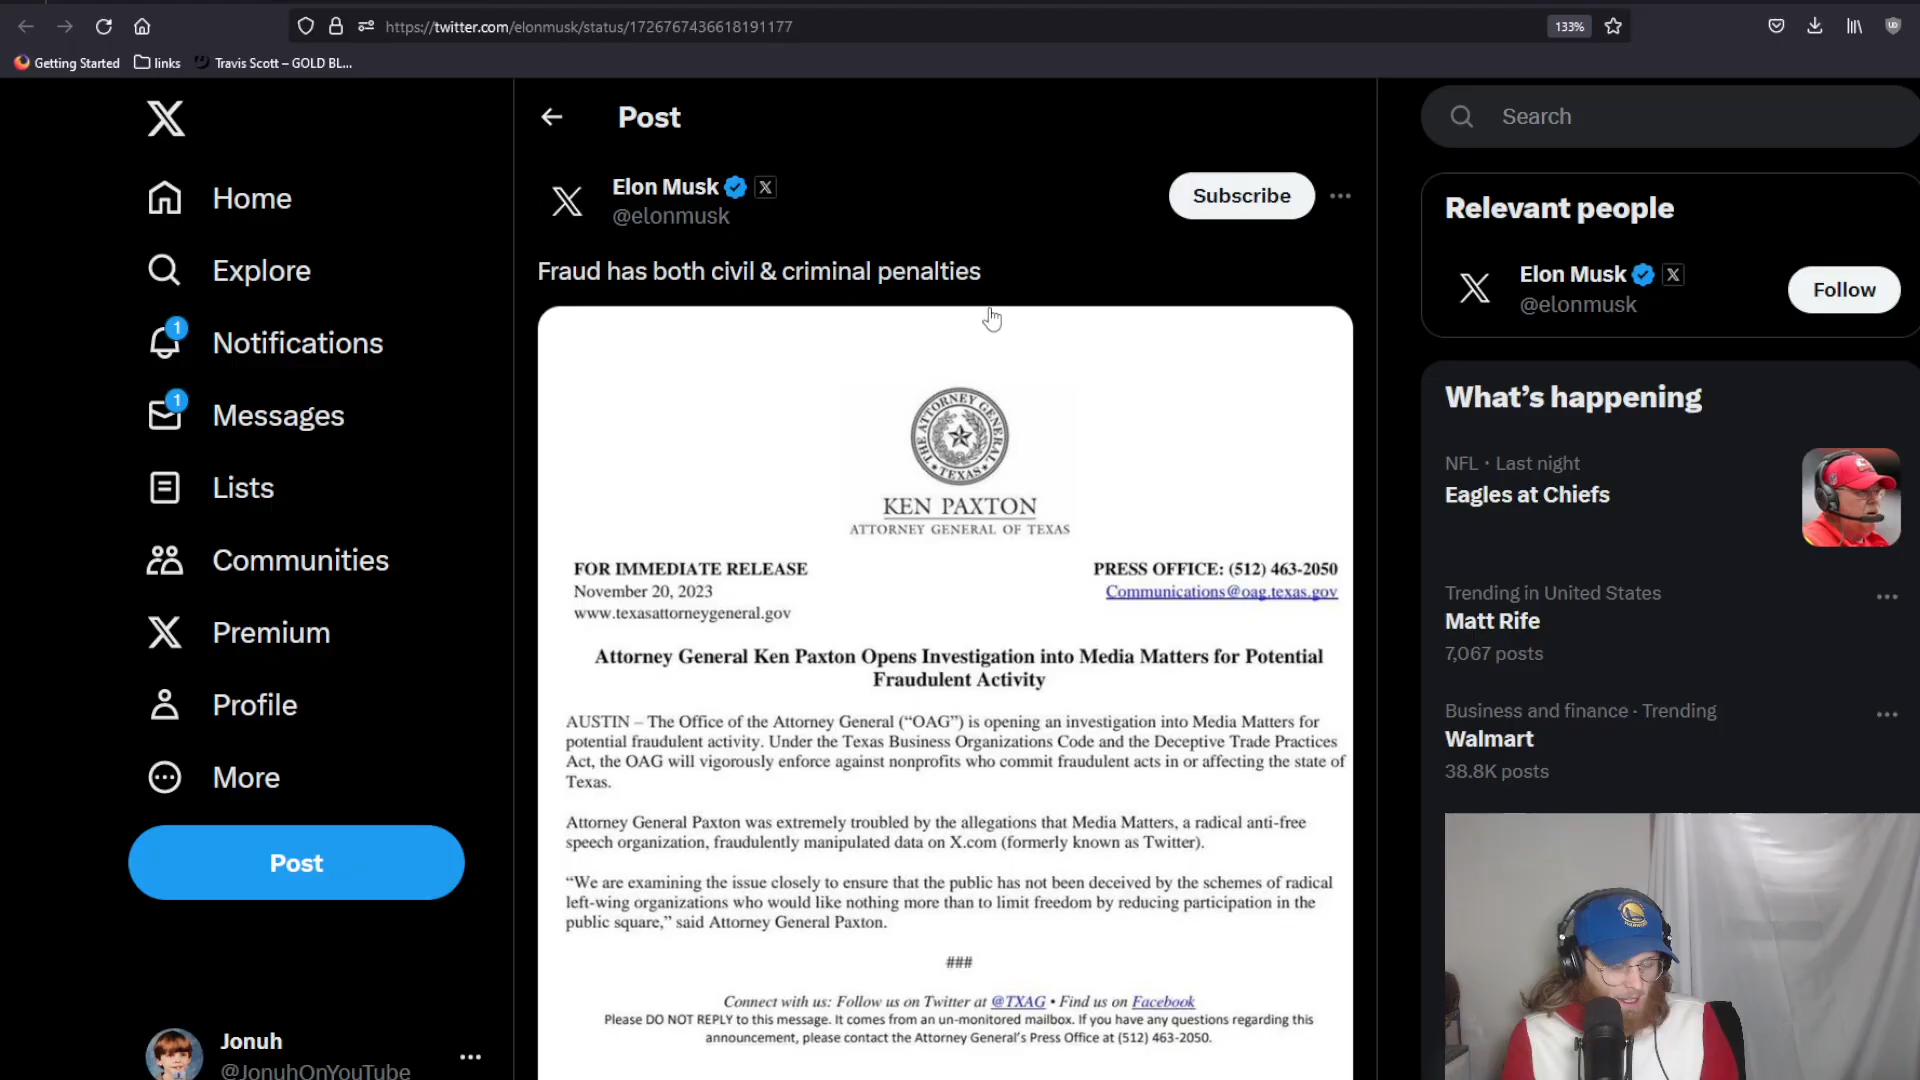 https://twitter.com/elonmusk/status/1726767436618191177
133%
Getting Started
links
Travis Scott – GOLD BL...
Home
Explore
1
Notifications
1
Messages
Lists
Communities
Premium
Profile
More
Post
Jonuh
@JonuhOnYouTube
Post
Elon Musk
@elonmusk
Subscribe
Fraud has both civil & criminal penalties
THE ATTORNEY GENERAL
TEXAS
KEN PAXTON
ATTORNEY GENERAL OF TEXAS
FOR IMMEDIATE RELEASE
November 20, 2023
www.texasattorneygeneral.gov
PRESS OFFICE: (512) 463-2050
Communications@oag.texas.gov
Attorney General Ken Paxton Opens Investigation into Media Matters for Potential
Fraudulent Activity
AUSTIN – The Office of the Attorney General (“OAG”) is opening an investigation into Media Matters for
potential fraudulent activity. Under the Texas Business Organizations Code and the Deceptive Trade Practices
Act, the OAG will vigorously enforce against nonprofits who commit fraudulent acts in or affecting the state of
Texas.
Attorney General Paxton was extremely troubled by the allegations that Media Matters, a radical anti-free
speech organization, fraudulently manipulated data on X.com (formerly known as Twitter).
“We are examining the issue closely to ensure that the public has not been deceived by the schemes of radical
left-wing organizations who would like nothing more than to limit freedom by reducing participation in the
public square,” said Attorney General Paxton.
###
Connect with us: Follow us on Twitter at @TXAG • Find us on Facebook
Please DO NOT REPLY to this message. It comes from an un-monitored mailbox. If you have any questions regarding this
announcement, please contact the Attorney General's Press Office at (512) 463-2050.
Search
Relevant people
Elon Musk
@elonmusk
Follow
What’s happening
NFL · Last night
Eagles at Chiefs
Trending in United States
Matt Rife
7,067 posts
Business and finance · Trending
Walmart
38.8K posts